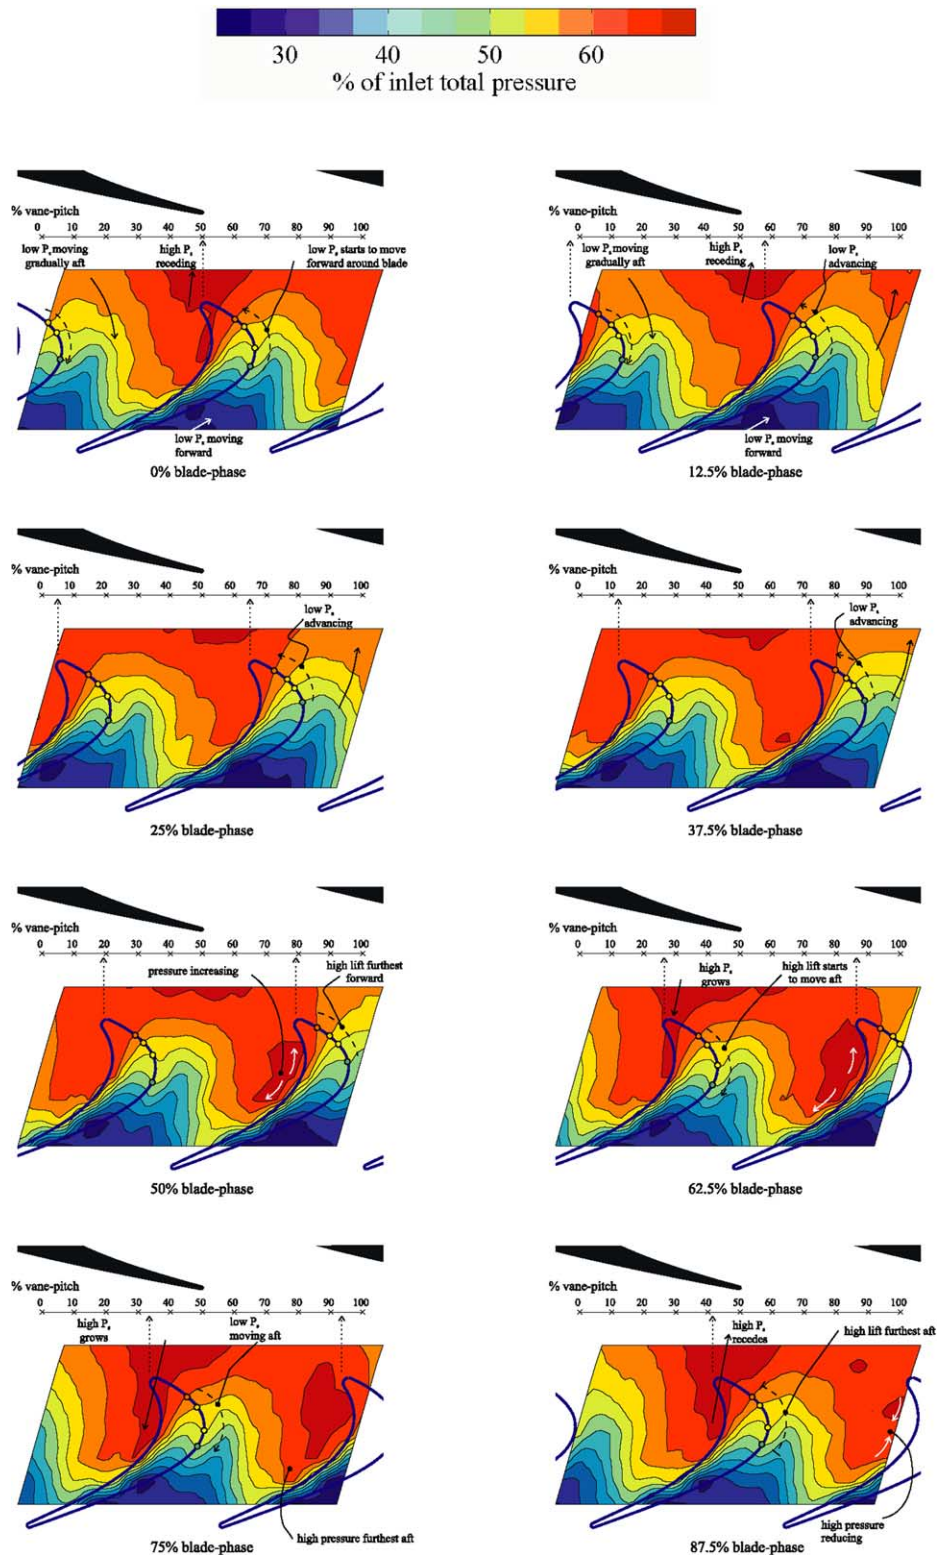 30 40 50 60
% of inlet total pressure
% vane-pitch
0 10 20 30 40 50 60 70 80 90 100
low Pₛ moving
gradually aft
high Pₛ
receding
low Pₛ starts to move
forward around blade
low Pₛ moving
forward
0% blade-phase
% vane-pitch
0 10 20 30 40 50 60 70 80 90 100
low Pₛ moving
gradually aft
high Pₛ
receding
low Pₛ
advancing
low Pₛ moving
forward
12.5% blade-phase
% vane-pitch
0 10 20 30 40 50 60 70 80 90 100
low Pₛ
advancing
25% blade-phase
% vane-pitch
0 10 20 30 40 50 60 70 80 90 100
low Pₛ
advancing
37.5% blade-phase
% vane-pitch
0 10 20 30 40 50 60 70 80 90 100
pressure increasing
high lift furthest
forward
50% blade-phase
% vane-pitch
0 10 20 30 40 50 60 70 80 90 100
high Pₛ
grows
high lift starts
to move aft
62.5% blade-phase
% vane-pitch
0 10 20 30 40 50 60 70 80 90 100
high Pₛ
grows
low Pₛ
moving aft
high pressure furthest aft
75% blade-phase
% vane-pitch
0 10 20 30 40 50 60 70 80 90 100
high Pₛ
recedes
high lift furthest aft
high pressure
reducing
87.5% blade-phase